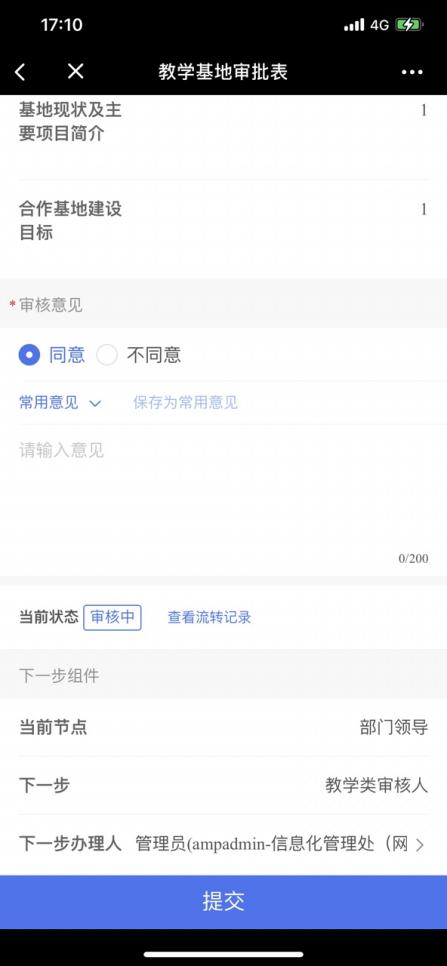 17:10
4G
教学基地审批表
基地现状及主
要项目简介
1
合作基地建设
目标
1
*审核意见
同意 不同意
常用意见 保存为常用意见
请输入意见
0/200
当前状态 审核中 查看流转记录
下一步组件
当前节点 部门领导
下一步 教学类审核人
下一步办理人 管理员(ampadmin-信息化管理处（网
提交